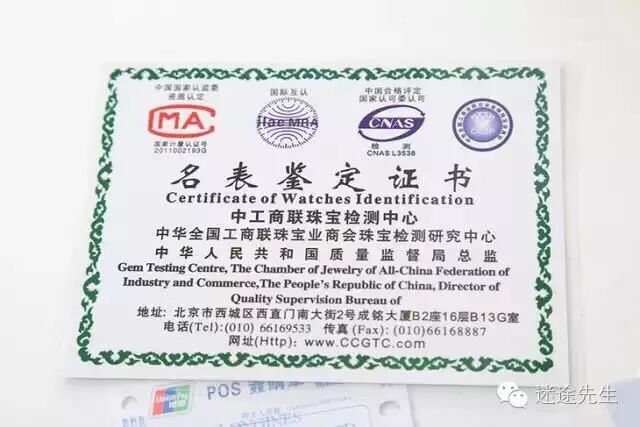 中国国家认监委
资质认定
国际互认
中国合格评定
国家认可委认可
MA
ilac-MRA
CNAS
国家计量认证号
2011002193G
检测
CNAS L3538
名表鉴定证书
Certificate of Watches Identification
中工商联珠宝检测中心
中华全国工商联珠宝业商会珠宝检测研究中心
中华人民共和国质量监督局总监
Gem Testing Centre, The Chamber of Jewelry of All-China Federation of
Industry and Commerce,The People's Republic of China, Director of
Quality Supervision Bureau of
地址: 北京市西城区西直门南大街2号成铭大厦B2座16层B13G室
电话(Tel):(010) 66169533 传真(Fax): (010)66168887
网址(Http): www.CCGTC.com
UnionPay
银联
POS
迷途先生